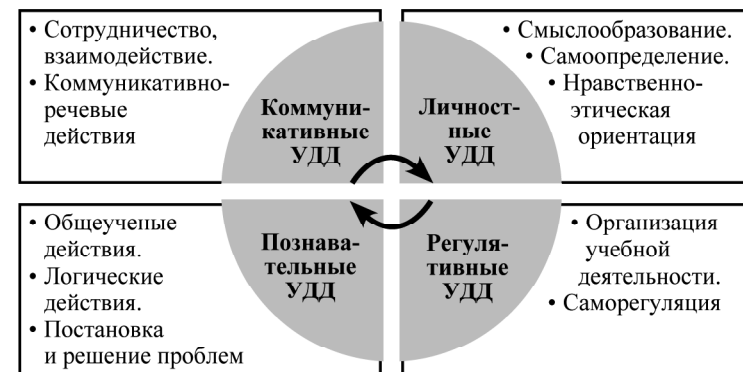 • Сотрудничество,
взаимодействие.
• Коммуникативно-
речевые
действия
Коммуни-
кативные
УДД
Личност-
ные
УДД
• Смыслообразование.
• Самоопределение.
• Нравственно-
этическая
ориентация
• Общеученые
действия.
• Логические
действия.
• Постановка
и решение проблем
Познава-
тельные
УДД
Регуля-
тивные
УДД
• Организация
учебной
деятельности.
• Саморегуляция